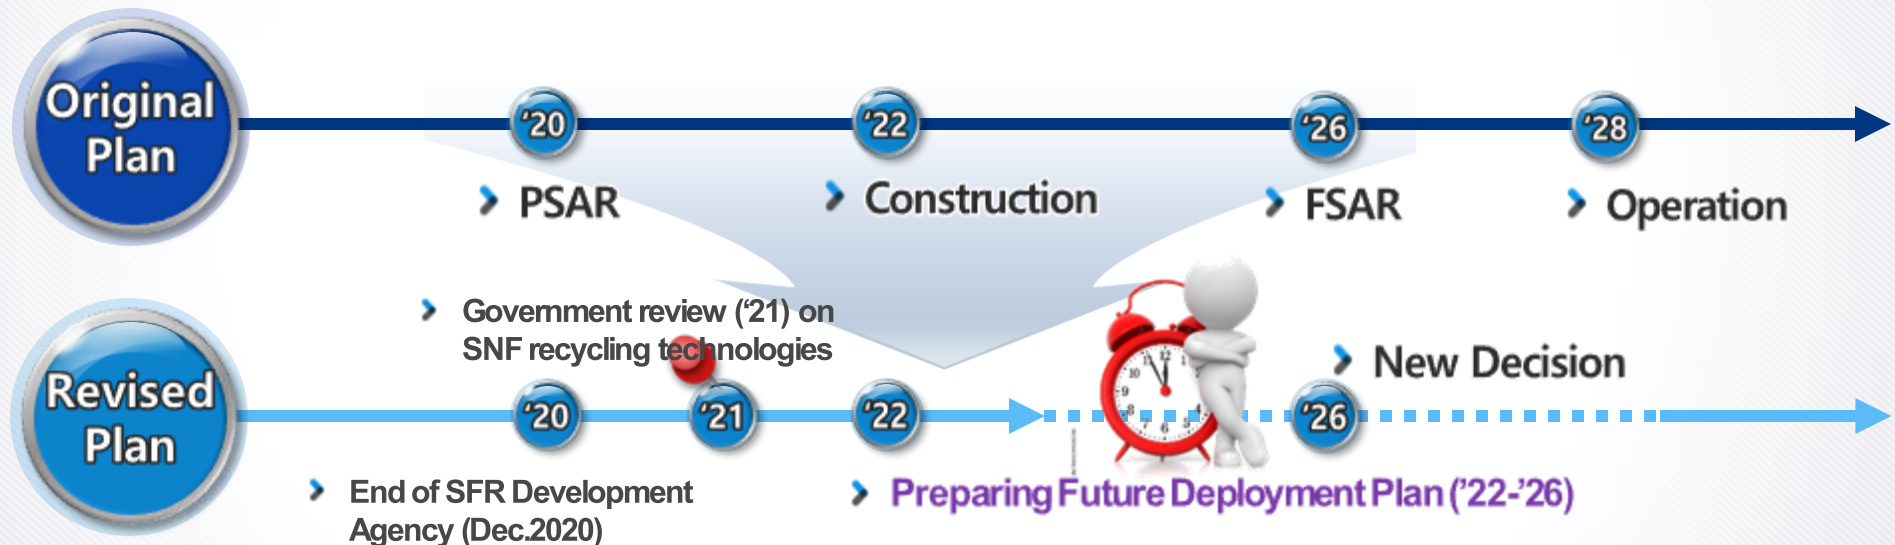 Original
Plan
‘20
‘22
‘26
‘28
PSAR
Construction
FSAR
Operation
Government review (‘21) on
SNF recycling technologies
New Decision
Revised
Plan
‘20
‘21
‘22
‘26
End of SFR Development
Agency (Dec.2020)
Preparing Future Deployment Plan (’22-’26)